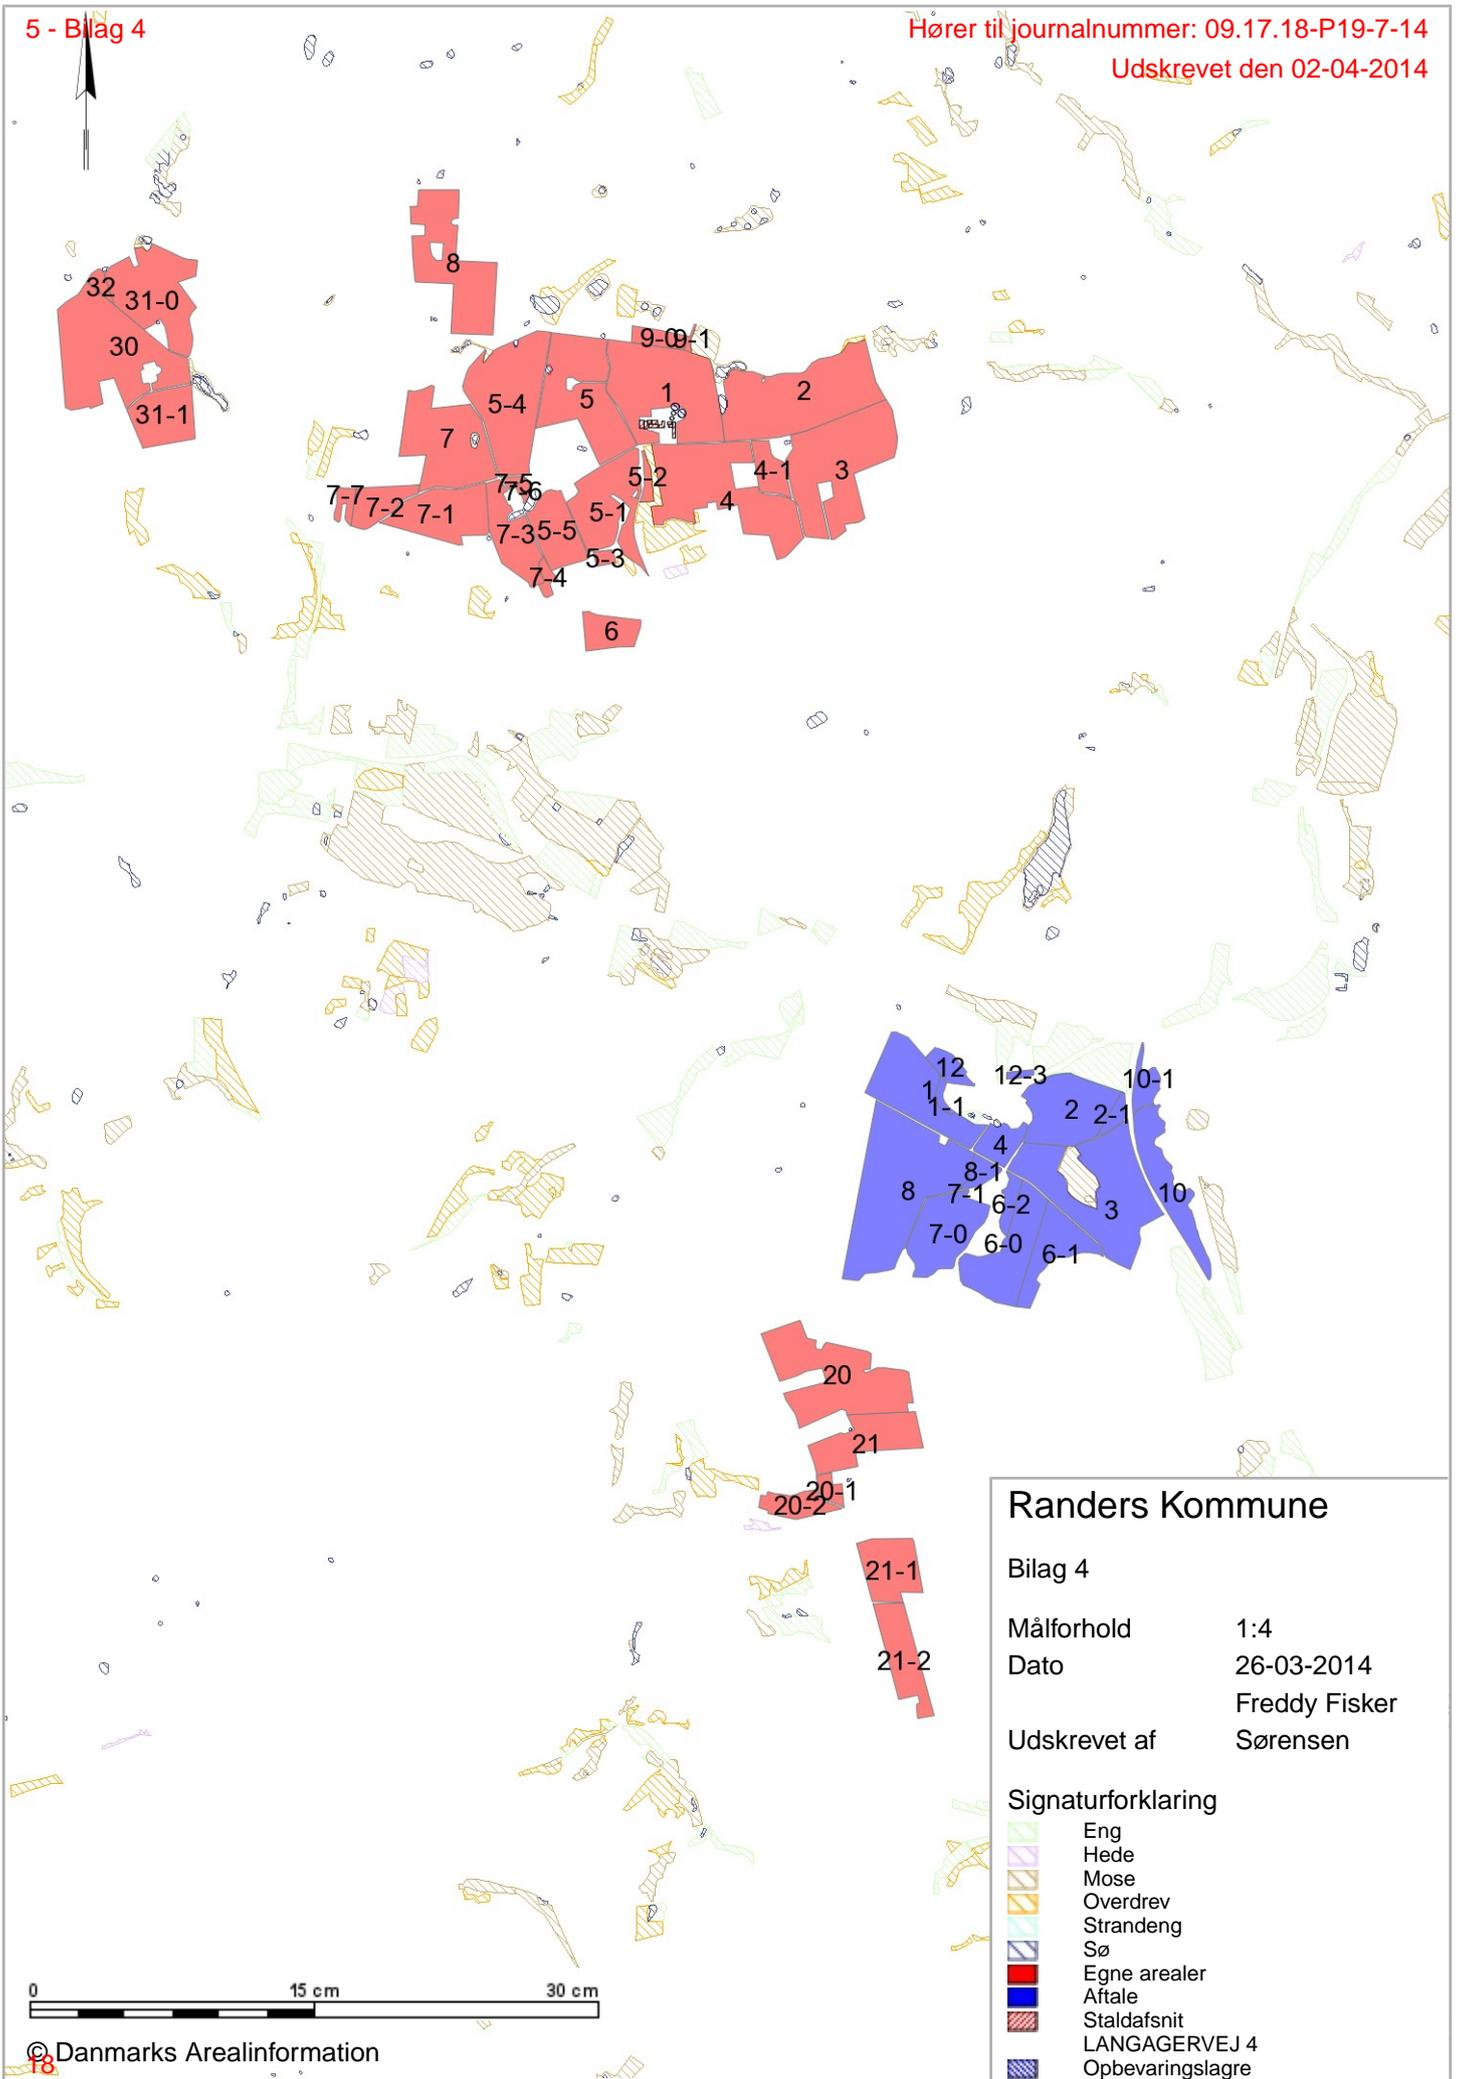 5 - Bilag 4
Hører til journalnummer: 09.17.18-P19-7-14
Udskrevet den 02-04-2014
8
32
31-0
30
31-1
9-0
9-1
1
2
5-4
5
7
5-2
4-1
3
7-5
7-6
7-7
7-2
7-1
5-1
4
7-3
5-5
5-3
7-4
6
12
12-3
10-1
1
1-1
2
2-1
4
8-1
8
7-1
6-2
10
3
7-0
6-0
6-1
20
21
20-1
20-2
21-1
21-2
Randers Kommune
Bilag 4
Målforhold 1:4
Dato 26-03-2014
Freddy Fisker
Udskrevet af Sørensen
Signaturforklaring
Eng
Hede
Mose
Overdrev
Strandeng
Sø
Egne arealer
Aftale
Staldafsnit
LANGAGERVEJ 4
Opbevaringslagre
0 15 cm 30 cm
© Danmarks Arealinformation
18